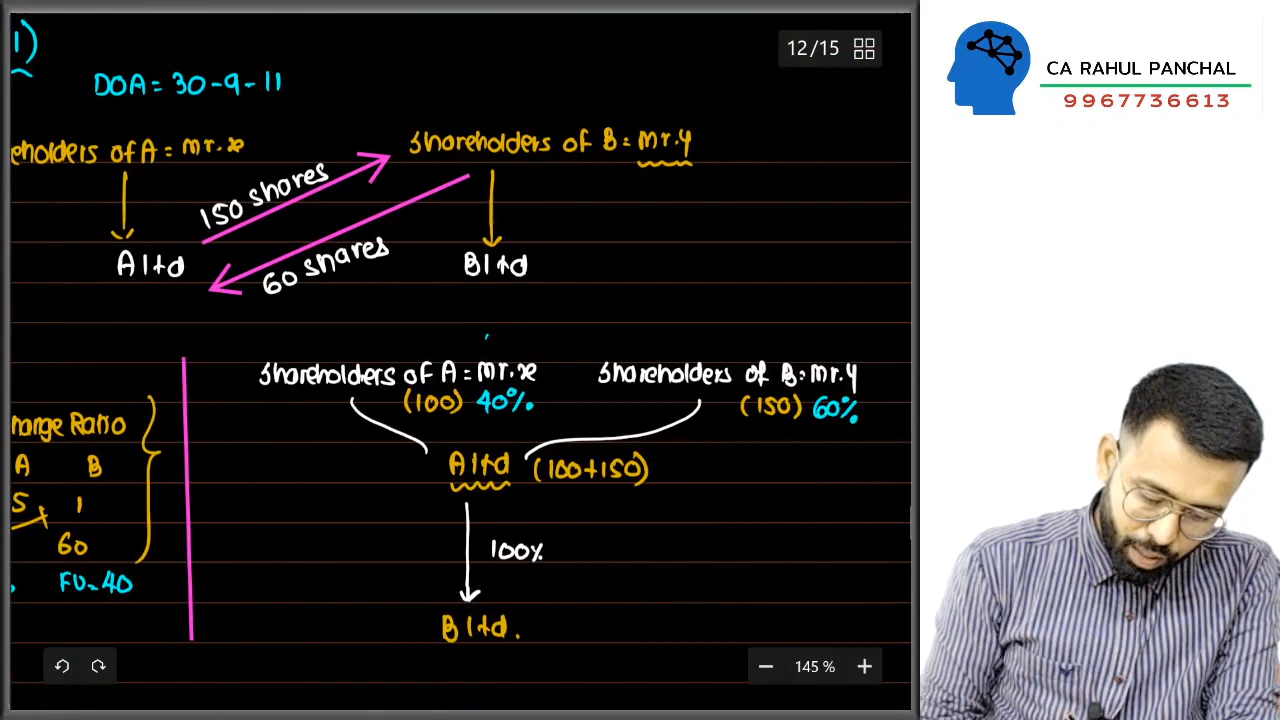 1)
12/15
DOA = 30-9-11
CA RAHUL PANCHAL
9967736613
eholders of A = Mr.x
Shareholders of B = Mr.Y
150 shares
60 shares
A ltd
B ltd
Shareholders of A = Mr.x
Shareholders of B = Mr.Y
(100) 40%.
(150) 60%.
hange Ratio
A B
A ltd (100+150)
5 1
60
100%
FV = 40
B ltd.
145 %